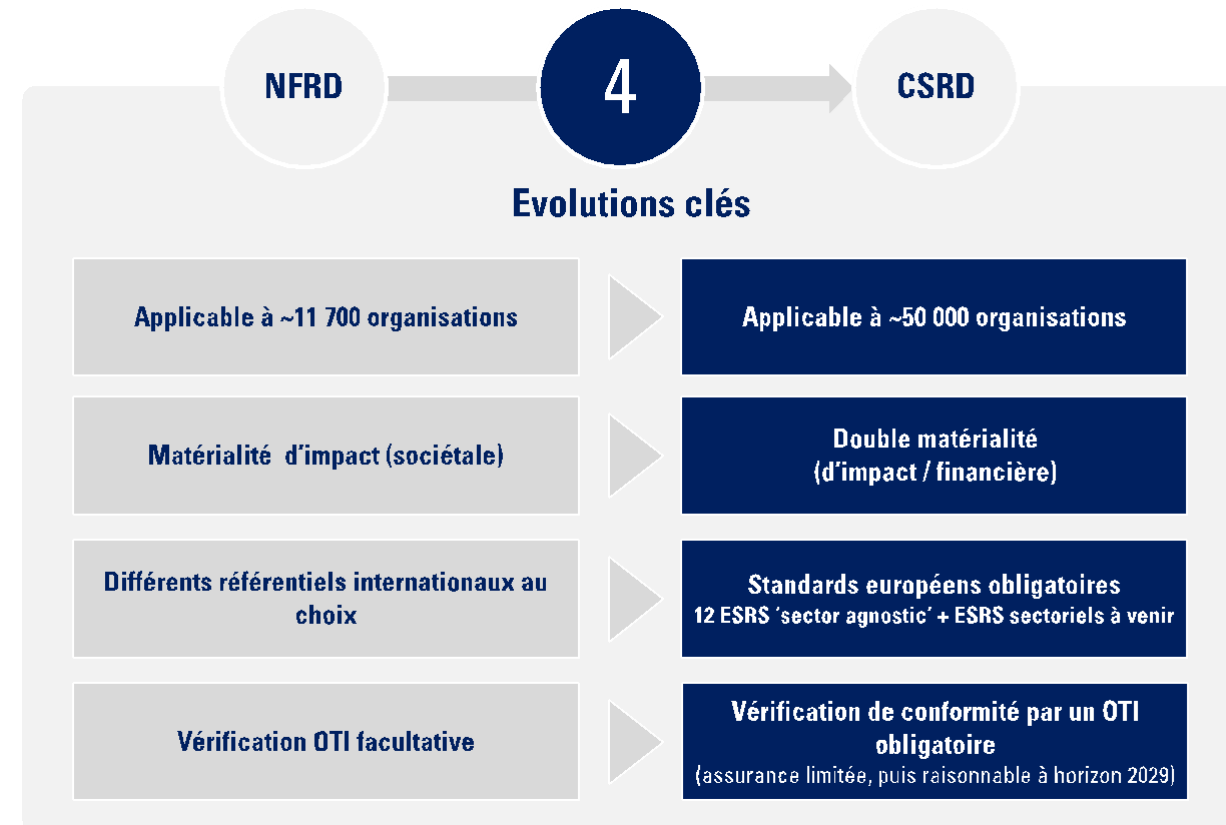 NFRD
4
CSRD
Evolutions clés
Applicable à ~11 700 organisations
Applicable à ~50 000 organisations
Matérialité d'impact (sociétale)
Double matérialité
(d'impact / financière)
Différents référentiels internationaux au
choix
Standards européens obligatoires
12 ESRS 'sector agnostic' + ESRS sectoriels à venir
Vérification OTI facultative
Vérification de conformité par un OTI
obligatoire
(assurance limitée, puis raisonnable à horizon 2029)